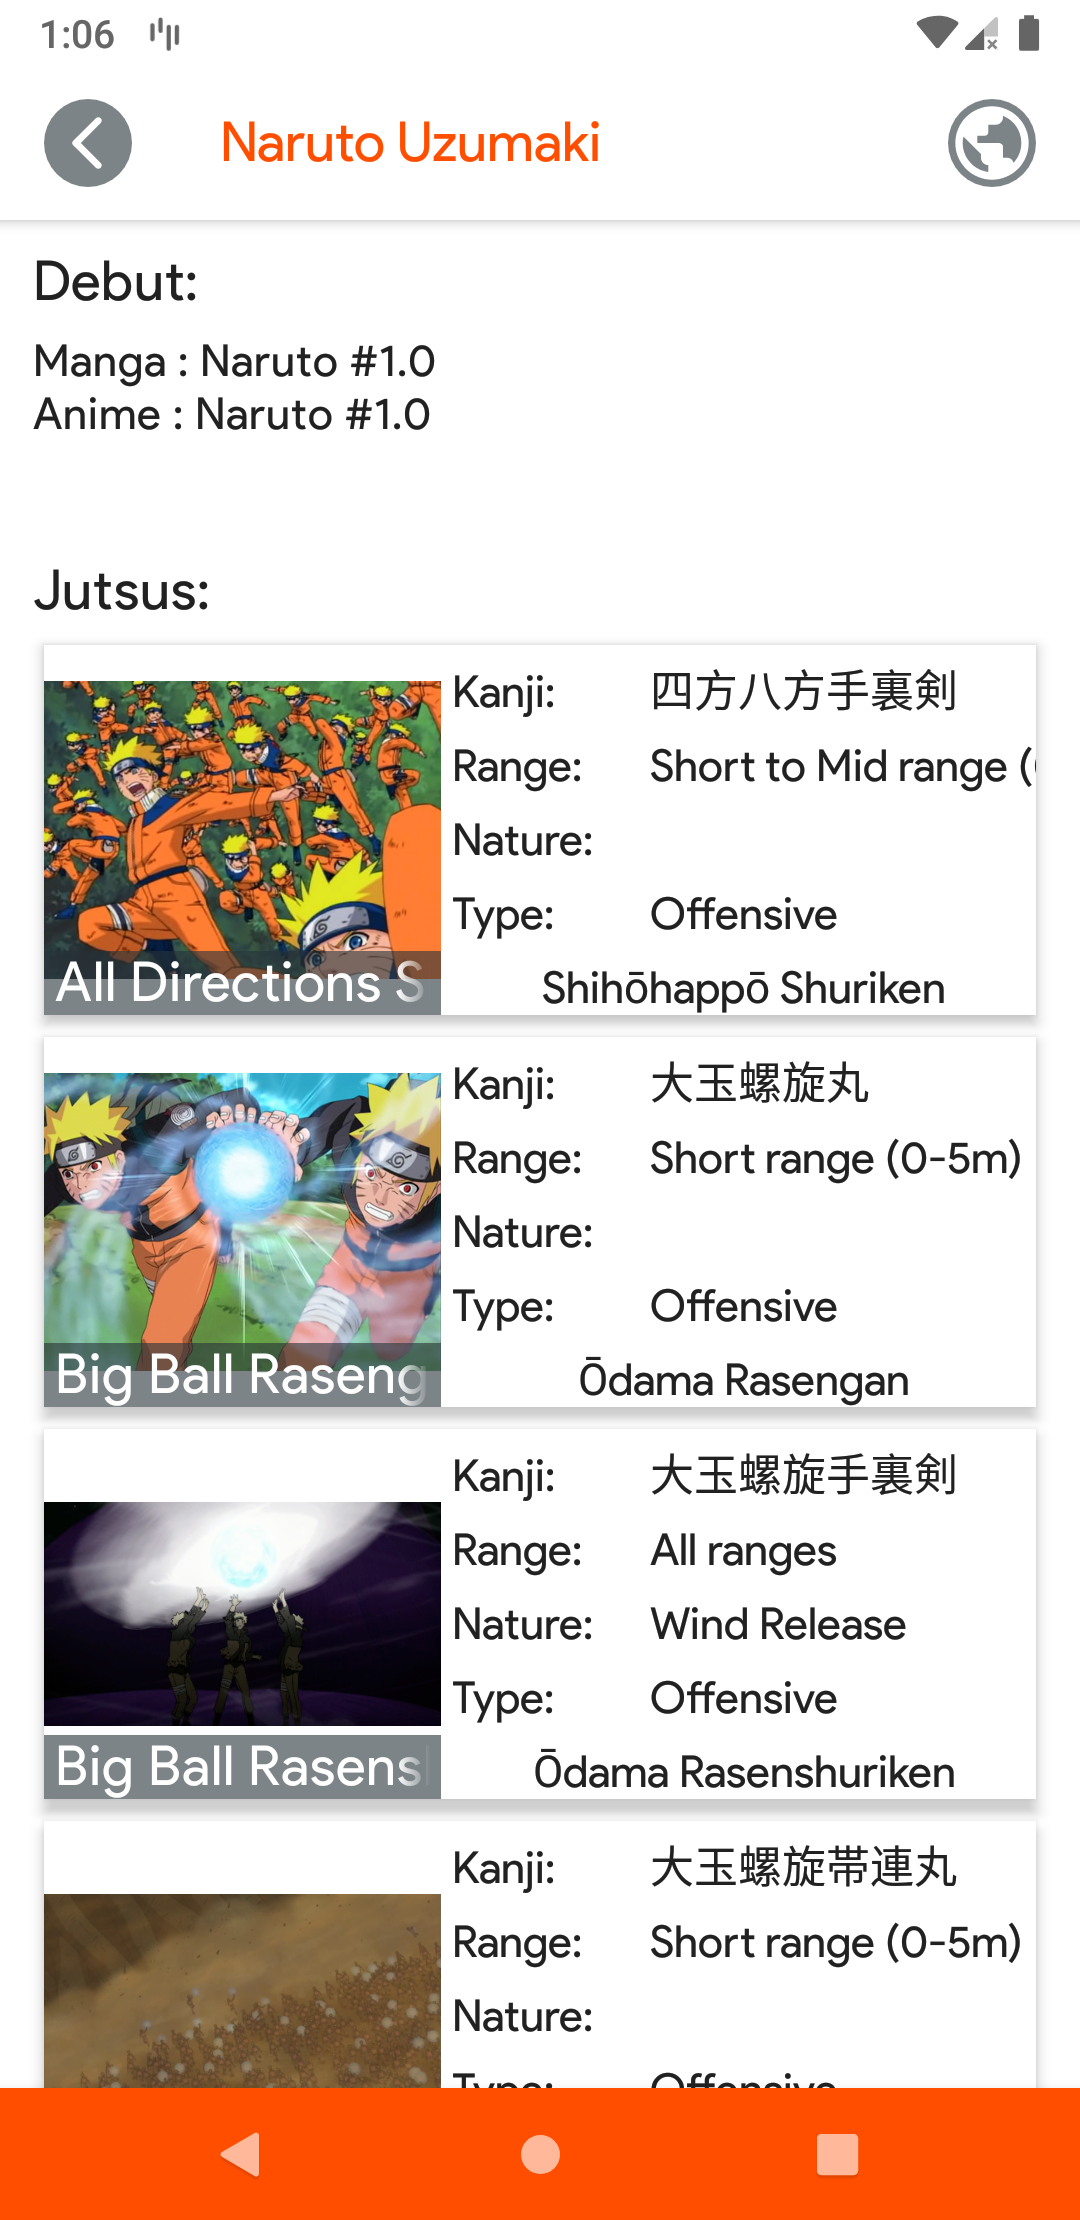 1:06
Naruto Uzumaki
Debut:
Manga : Naruto #1.0
Anime : Naruto #1.0
Jutsus:
Kanji: 四方八方手裏剣
Range: Short to Mid range (
Nature:
Type: Offensive
All Directions S
Shihōhappō Shuriken
Kanji: 大玉螺旋丸
Range: Short range (0-5m)
Nature:
Type: Offensive
Big Ball Raseng
Ōdama Rasengan
Kanji: 大玉螺旋手裏剣
Range: All ranges
Nature: Wind Release
Type: Offensive
Big Ball Rasens
Ōdama Rasenshuriken
Kanji: 大玉螺旋帯連丸
Range: Short range (0-5m)
Nature:
Type: Offensive